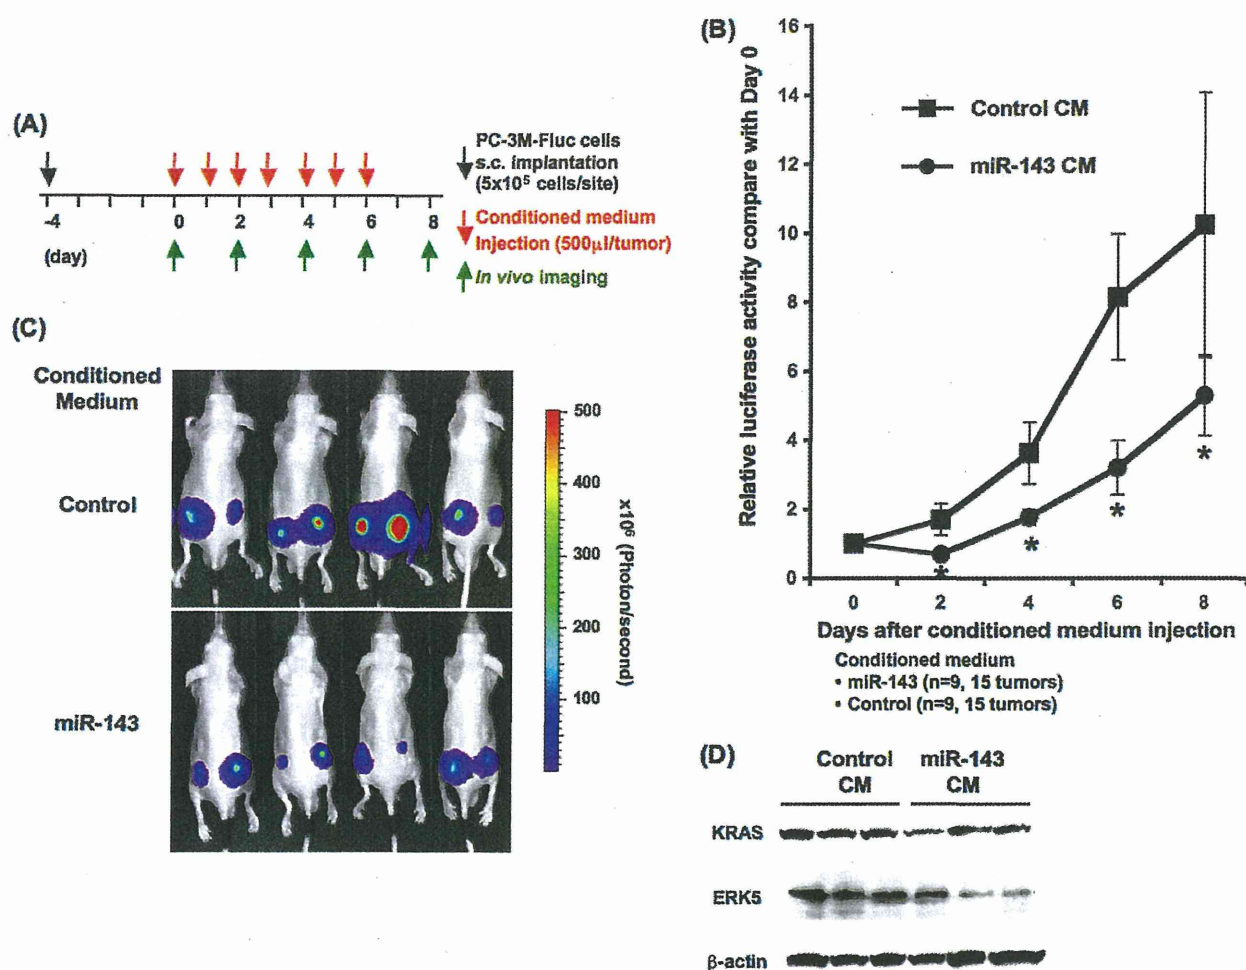 (A)
PC-3M-Fluc cells
s.c. implantation
(5x10⁵ cells/site)
-4 0 2 4 6 8
(day)
Conditioned medium
Injection (500μl/tumor)
In vivo imaging
(B)
Relative luciferase activity compare with Day 0
16
14
12
10
8
6
4
2
0
Control CM
miR-143 CM
* * * *
0 2 4 6 8
Days after conditioned medium injection
Conditioned medium
• miR-143 (n=9, 15 tumors)
• Control (n=9, 15 tumors)
(C)
Conditioned
Medium
Control
miR-143
500
400
300
200
100
x10⁶ (Photon/second)
(D)
Control CM
miR-143 CM
KRAS
ERK5
β-actin